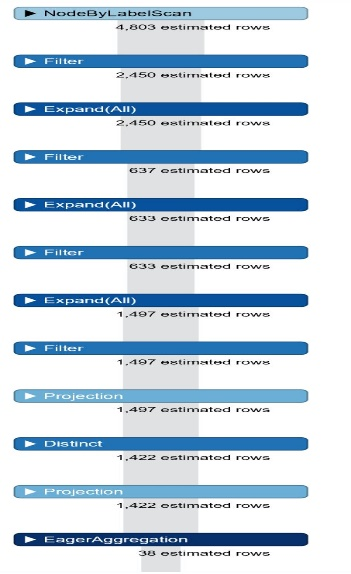 ▶ NodeByLabelScan
4,803 estimated rows
▶ Filter
2,450 estimated rows
▶ Expand(All)
2,450 estimated rows
▶ Filter
637 estimated rows
▶ Expand(All)
633 estimated rows
▶ Filter
633 estimated rows
▶ Expand(All)
1,497 estimated rows
▶ Filter
1,497 estimated rows
▶ Projection
1,497 estimated rows
▶ Distinct
1,422 estimated rows
▶ Projection
1,422 estimated rows
▶ EagerAggregation
38 estimated rows